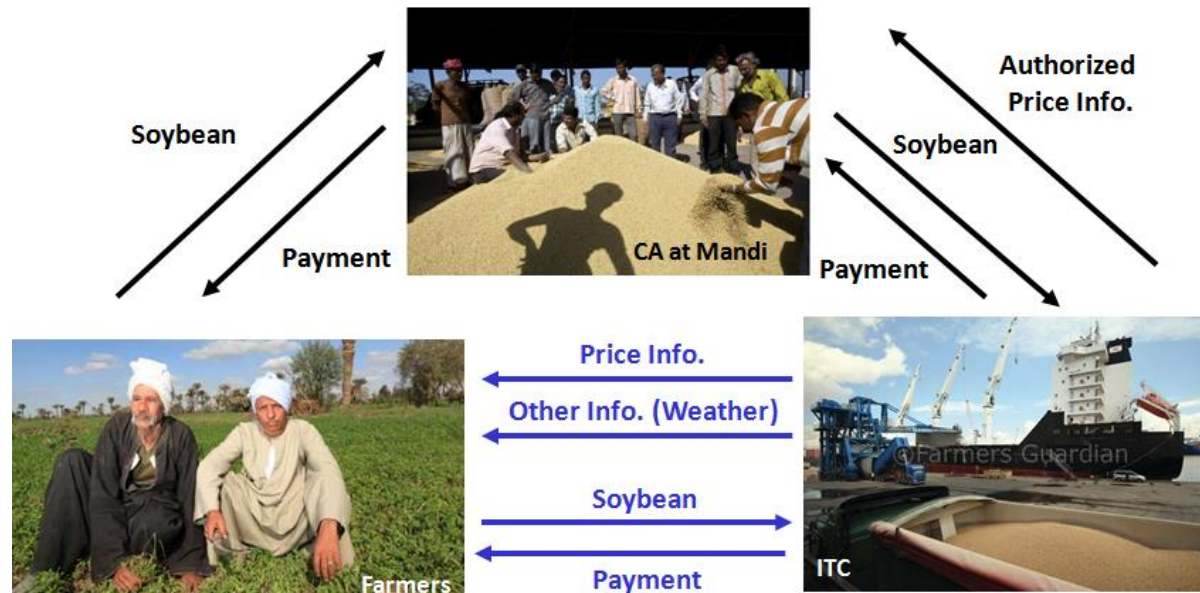 Authorized
Price Info.
Soybean
Soybean
Payment
CA at Mandi
Payment
Price Info.
Other Info. (Weather)
©Farmers Guardian
Soybean
Payment
Farmers
ITC